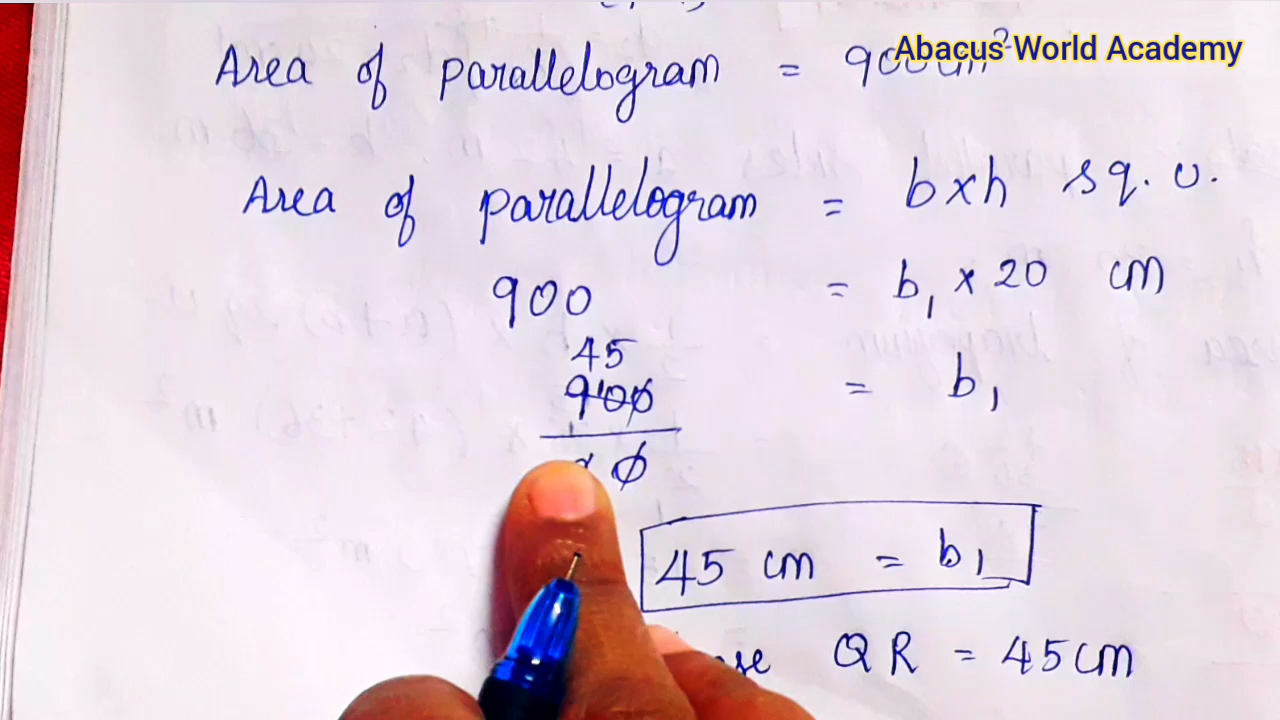 Abacus World Academy
Area of parallelogram = 900cm²
Area of parallelogram = b×h sq. u.
900 = b₁ × 20 cm
45
900 = b₁
0
45 cm = b₁
QR = 45cm